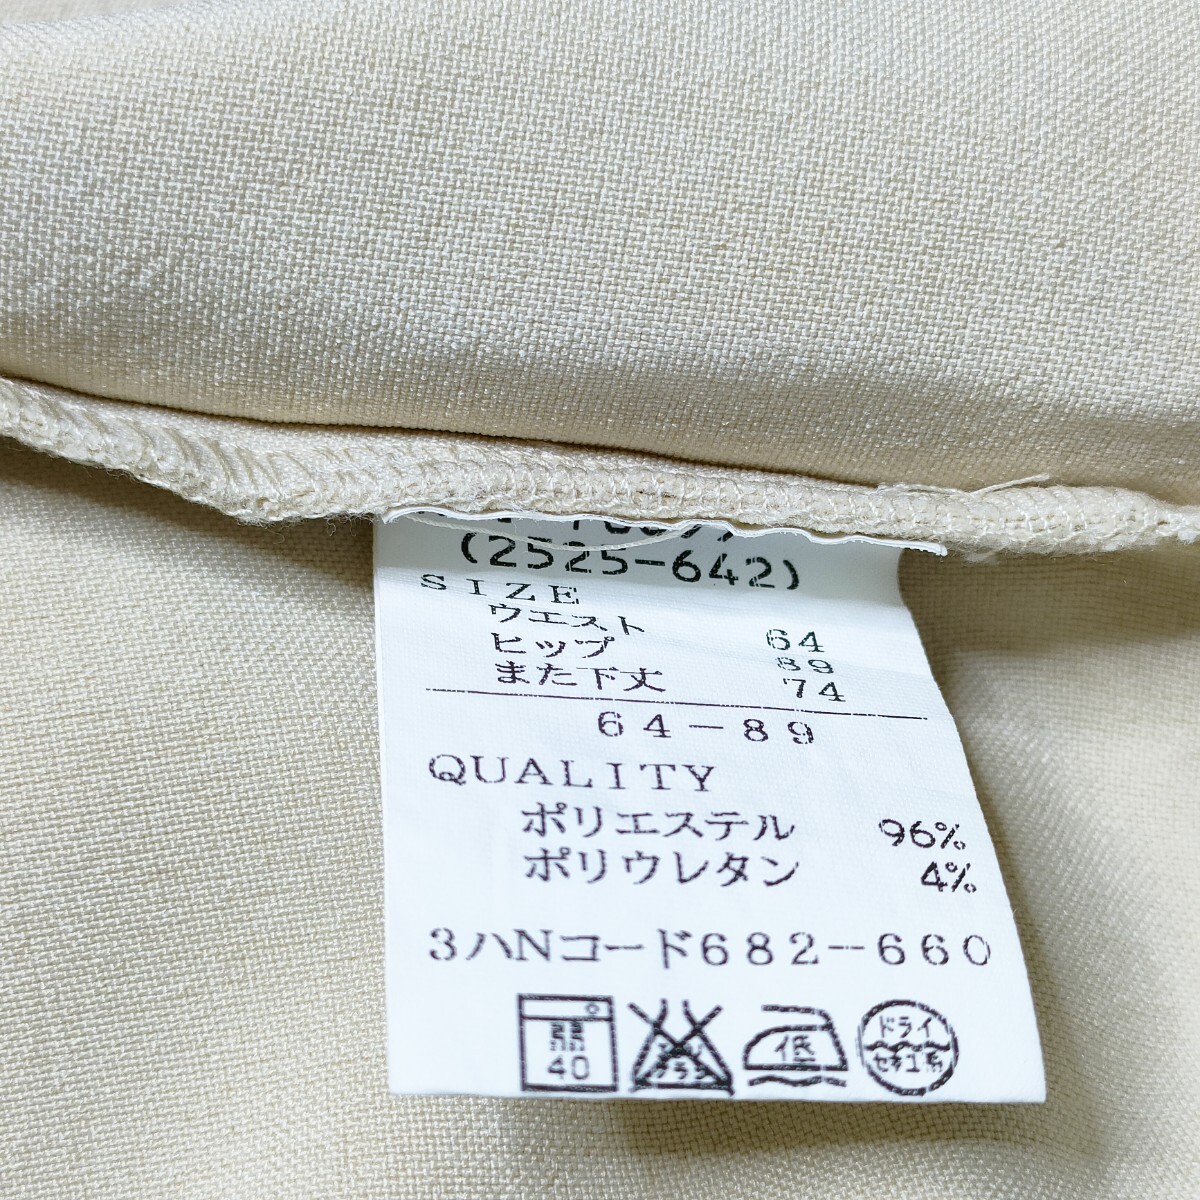 (2525-642)
SIZE
ウエスト 64
ヒップ 89
また下丈 74
64-89
QUALITY
ポリエステル 96%
ポリウレタン 4%
3ハNコード682-660
弱 40
低
ドライ
セキユ系